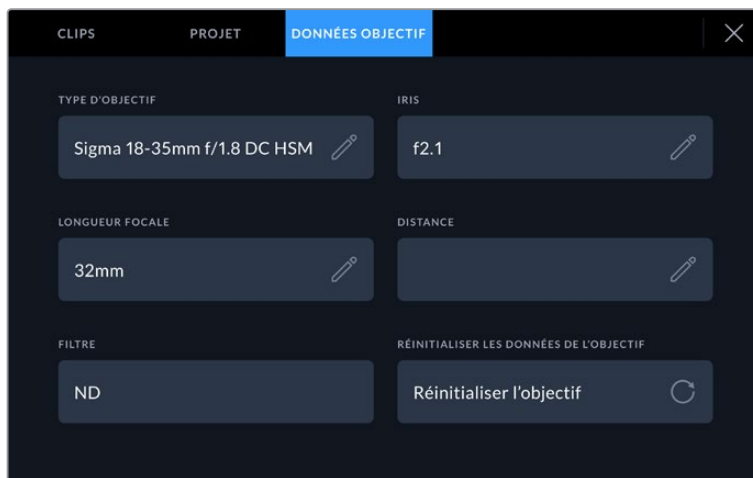 CLIPS PROJET DONNÉES OBJECTIF
TYPE D'OBJECTIF IRIS
Sigma 18-35mm f/1.8 DC HSM f2.1
LONGUEUR FOCALE DISTANCE
32mm
FILTRE RÉINITIALISER LES DONNÉES DE L'OBJECTIF
ND Réinitialiser l'objectif